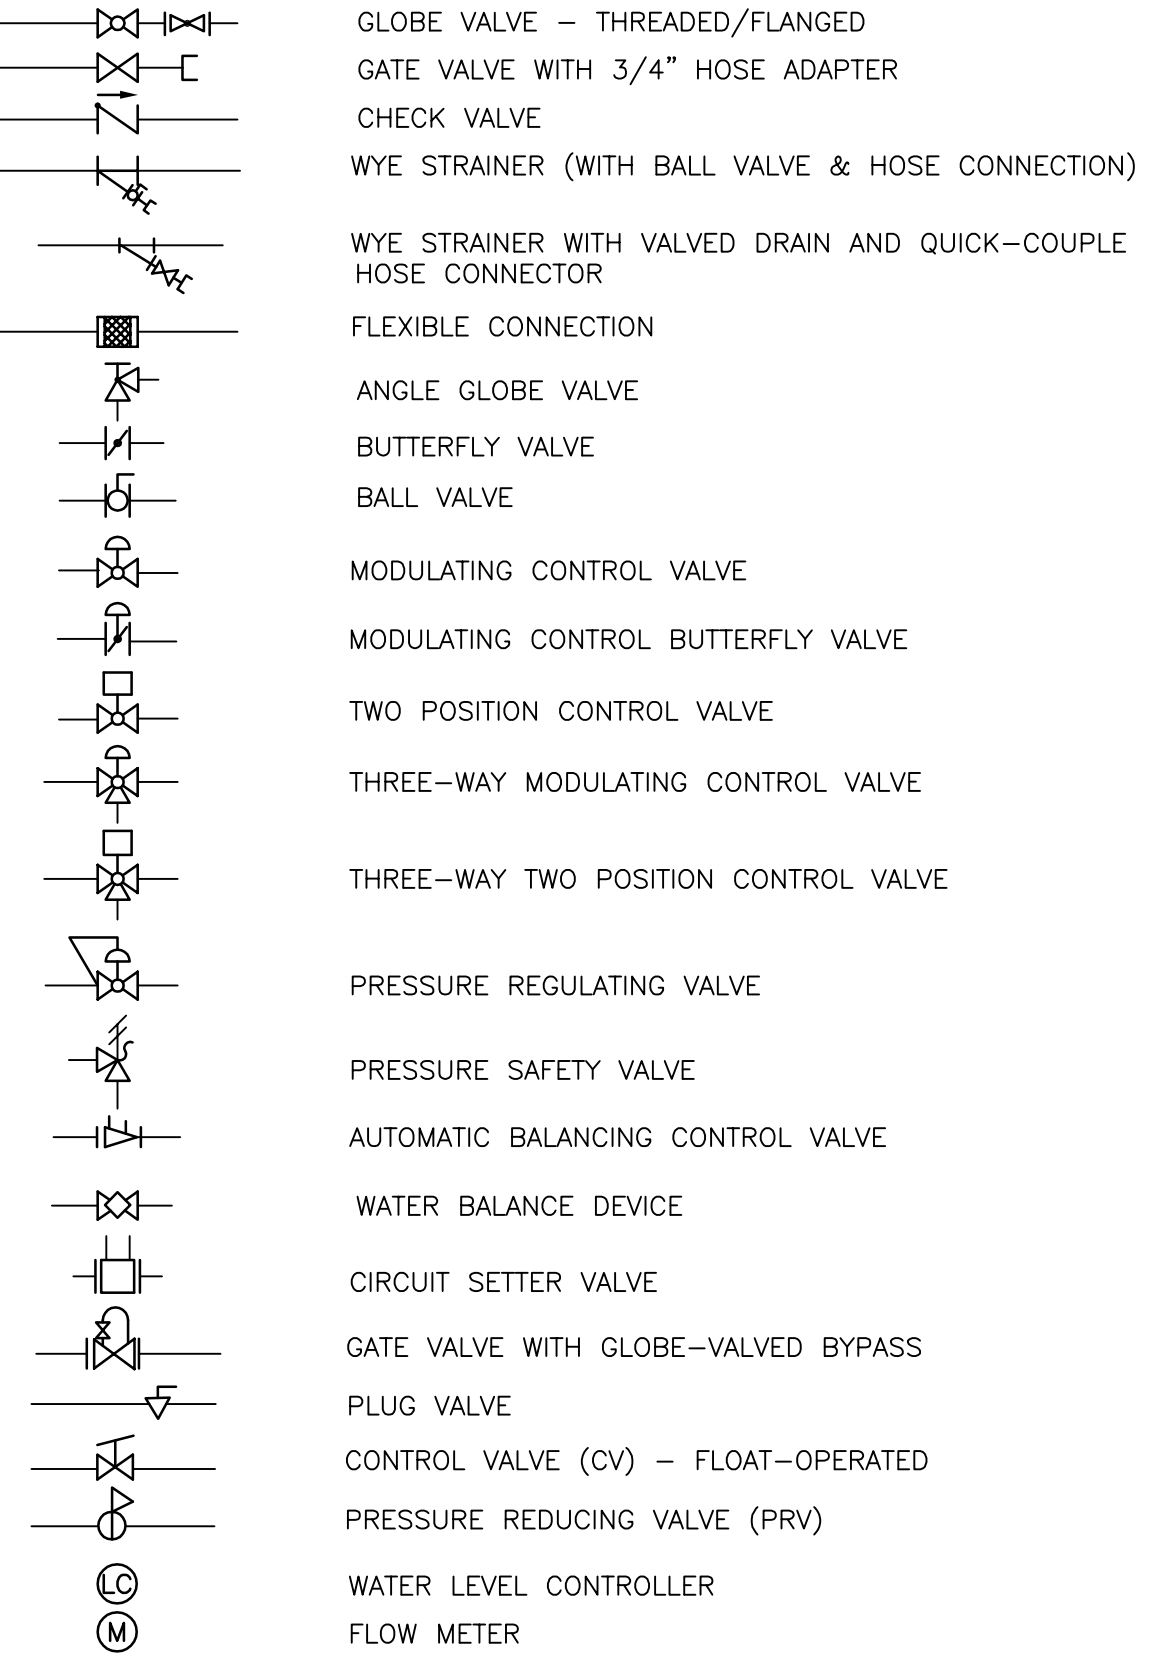 GLOBE VALVE - THREADED/FLANGED
GATE VALVE WITH 3/4" HOSE ADAPTER
CHECK VALVE
WYE STRAINER (WITH BALL VALVE & HOSE CONNECTION)
WYE STRAINER WITH VALVED DRAIN AND QUICK-COUPLE
HOSE CONNECTOR
FLEXIBLE CONNECTION
ANGLE GLOBE VALVE
BUTTERFLY VALVE
BALL VALVE
MODULATING CONTROL VALVE
MODULATING CONTROL BUTTERFLY VALVE
TWO POSITION CONTROL VALVE
THREE-WAY MODULATING CONTROL VALVE
THREE-WAY TWO POSITION CONTROL VALVE
PRESSURE REGULATING VALVE
PRESSURE SAFETY VALVE
AUTOMATIC BALANCING CONTROL VALVE
WATER BALANCE DEVICE
CIRCUIT SETTER VALVE
GATE VALVE WITH GLOBE-VALVED BYPASS
PLUG VALVE
CONTROL VALVE (CV) - FLOAT-OPERATED
PRESSURE REDUCING VALVE (PRV)
LC WATER LEVEL CONTROLLER
M FLOW METER